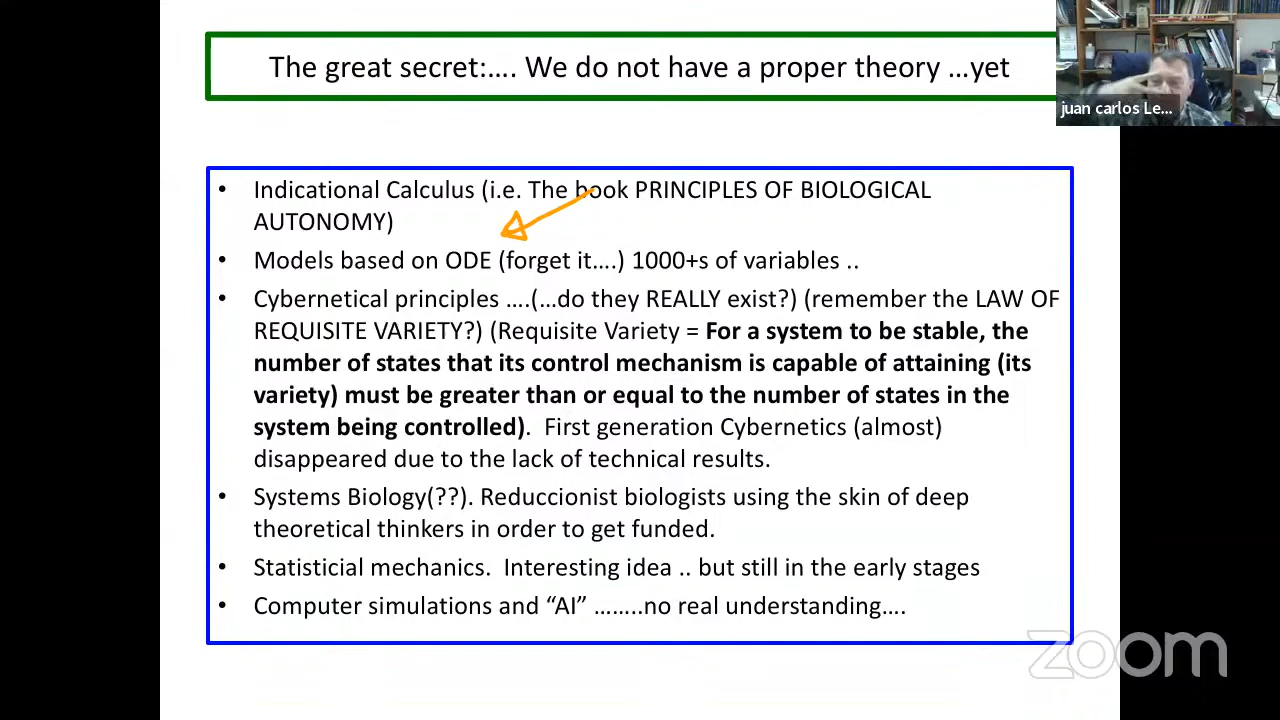 The great secret:…. We do not have a proper theory …yet
juan carlos Le...
• Indicational Calculus (i.e. The book PRINCIPLES OF BIOLOGICAL
AUTONOMY)
• Models based on ODE (forget it….) 1000+s of variables ..
• Cybernetical principles ….(…do they REALLY exist?) (remember the LAW OF
REQUISITE VARIETY?) (Requisite Variety = For a system to be stable, the
number of states that its control mechanism is capable of attaining (its
variety) must be greater than or equal to the number of states in the
system being controlled). First generation Cybernetics (almost)
disappeared due to the lack of technical results.
• Systems Biology(??). Reduccionist biologists using the skin of deep
theoretical thinkers in order to get funded.
• Statisticial mechanics. Interesting idea .. but still in the early stages
• Computer simulations and “AI” ……..no real understanding….
zoom